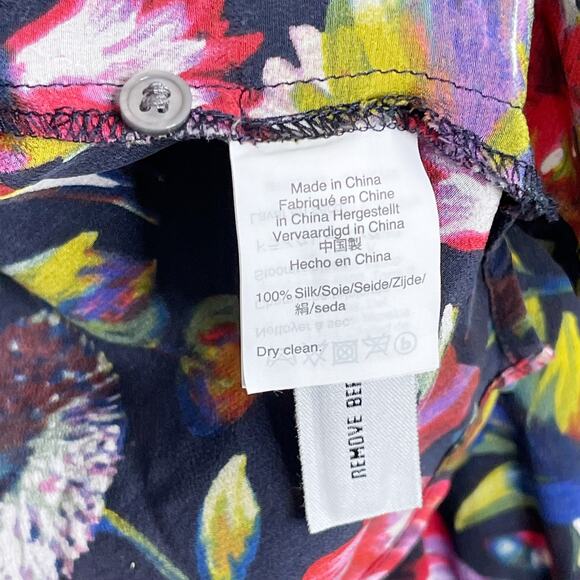 Made in China
Fabriqué en Chine
in China Hergestellt
Vervaardigd in China
中国製
Hecho en China
100% Silk/Soie/Seide/Zijde/
絹/seda
Dry clean.
REMOVE